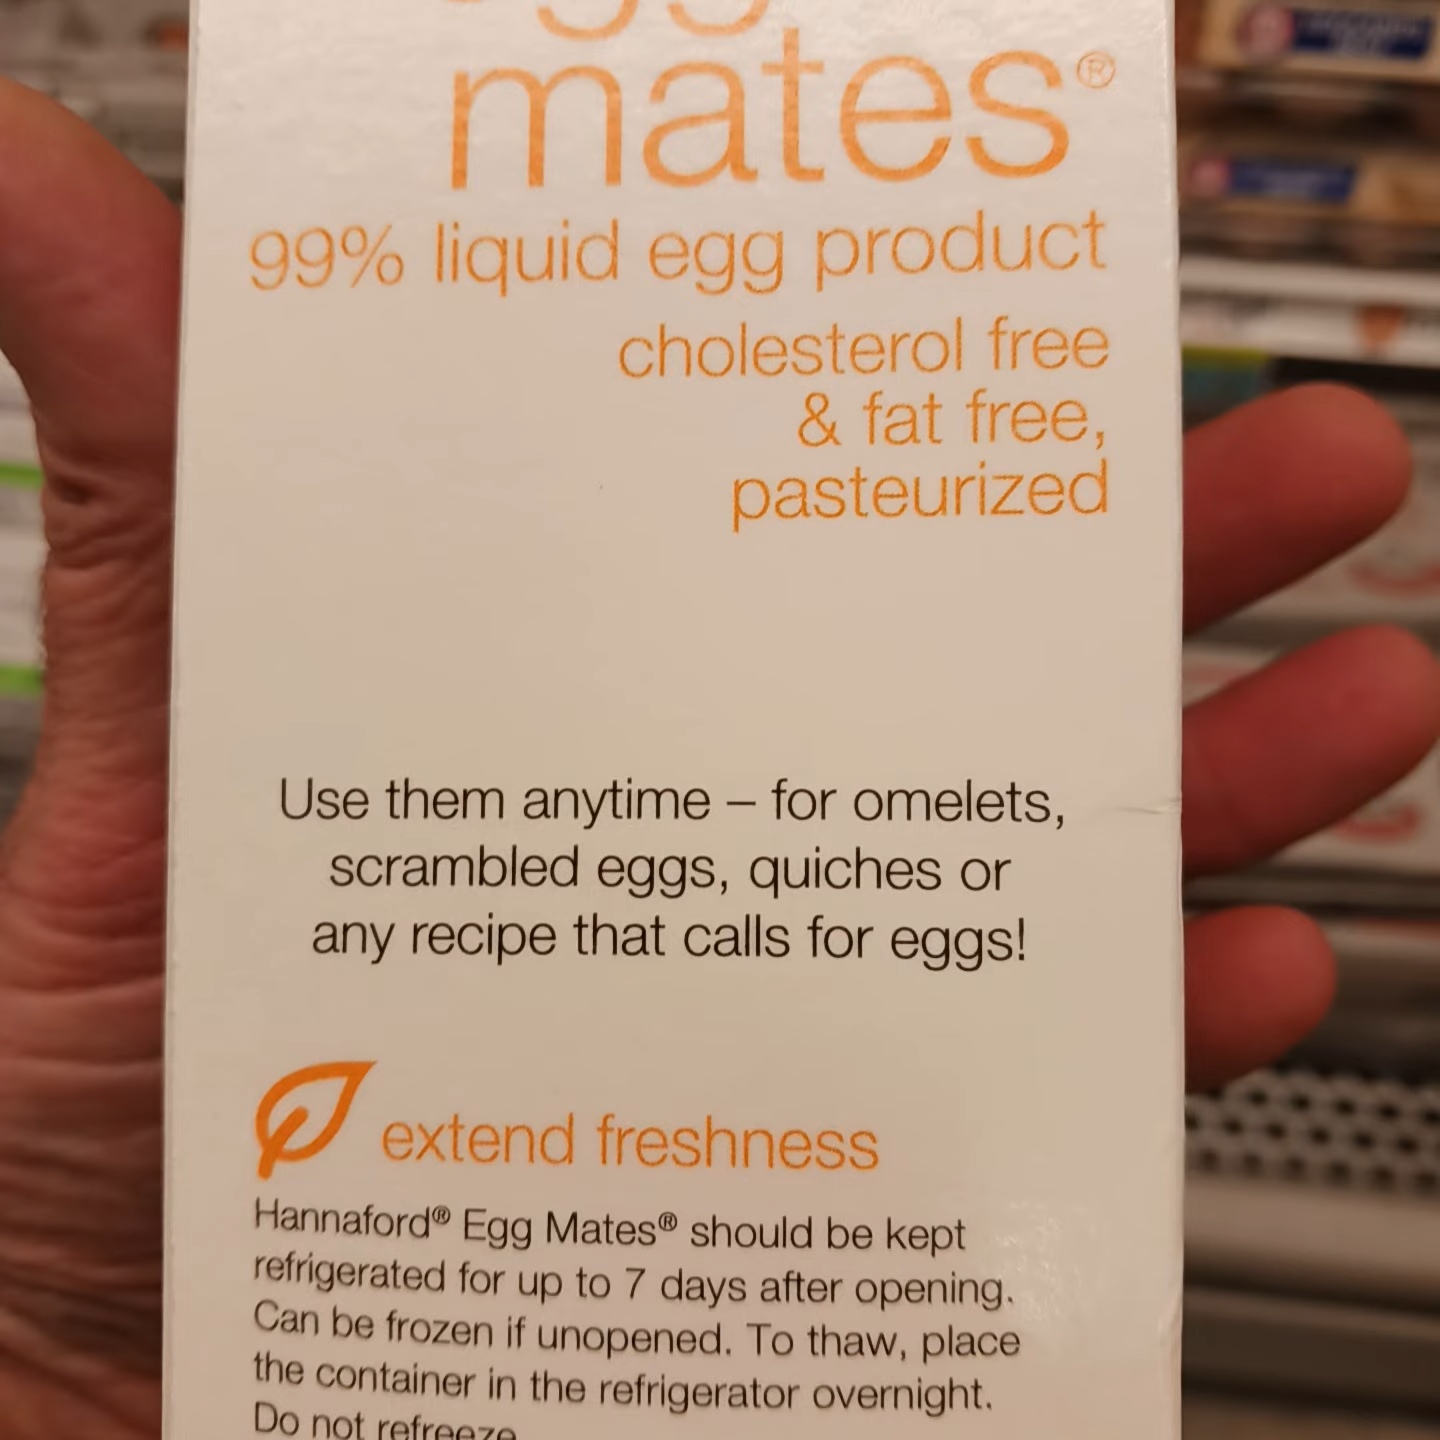 egg
mates®
99% liquid egg product
cholesterol free
& fat free,
pasteurized
Use them anytime – for omelets,
scrambled eggs, quiches or
any recipe that calls for eggs!
extend freshness
Hannaford® Egg Mates® should be kept
refrigerated for up to 7 days after opening.
Can be frozen if unopened. To thaw, place
the container in the refrigerator overnight.
Do not refreeze